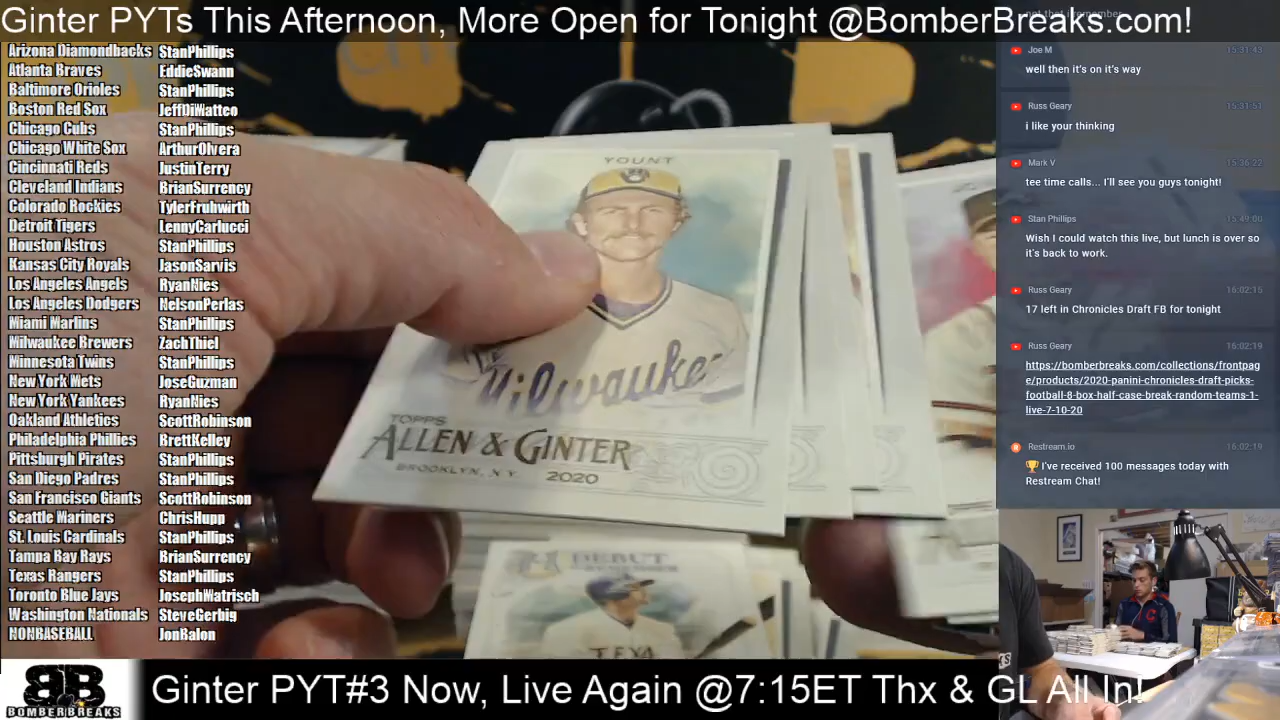 Ginter PYTs This Afternoon, More Open for Tonight @BomberBreaks.com!
Arizona Diamondbacks StanPhillips
Atlanta Braves EddieSwann
Baltimore Orioles StanPhillips
Boston Red Sox JeffDiMatteo
Chicago Cubs StanPhillips
Chicago White Sox ArthurOlvera
Cincinnati Reds JustinTerry
Cleveland Indians BrianSurrency
Colorado Rockies TylerFruhwirth
Detroit Tigers LennyCarlucci
Houston Astros StanPhillips
Kansas City Royals JasonSarvis
Los Angeles Angels RyanNies
Los Angeles Dodgers NelsonPerlas
Miami Marlins StanPhillips
Milwaukee Brewers ZachThiel
Minnesota Twins StanPhillips
New York Mets JoseGuzman
New York Yankees RyanNies
Oakland Athletics ScottRobinson
Philadelphia Phillies BrettKelley
Pittsburgh Pirates StanPhillips
San Diego Padres StanPhillips
San Francisco Giants ScottRobinson
Seattle Mariners ChrisHupp
St. Louis Cardinals StanPhillips
Tampa Bay Rays BrianSurrency
Texas Rangers StanPhillips
Toronto Blue Jays JosephWatrisch
Washington Nationals SteveGerbig
NONBASEBALL JonRalon
YOUNT
Milwaukee
TOPPS
ALLEN & GINTER
BROOKLYN, NY 2020
DEBUT
TEXA
not that i remember
Joe M 15:31:43
well then it's on it's way
Russ Geary 15:31:51
i like your thinking
Mark V 15:36:22
tee time calls... I'll see you guys tonight!
Stan Phillips 15:49:00
Wish I could watch this live, but lunch is over so
it's back to work.
Russ Geary 16:02:15
17 left in Chronicles Draft FB for tonight
Russ Geary 16:02:19
https://bomberbreaks.com/collections/frontpag
e/products/2020-panini-chronicles-draft-picks-
football-8-box-half-case-break-random-teams-1-
live-7-10-20
Restream.io 16:02:19
🏆 I've received 100 messages today with
Restream Chat!
BB
BOMBERBREAKS
Ginter PYT#3 Now, Live Again @7:15ET Thx & GL All In!